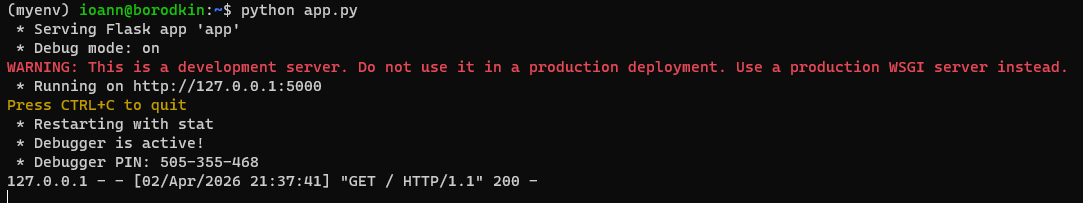 (myenv) ioann@borodkin:~$ python app.py
 * Serving Flask app 'app'
 * Debug mode: on
WARNING: This is a development server. Do not use it in a production deployment. Use a production WSGI server instead.
 * Running on http://127.0.0.1:5000
Press CTRL+C to quit
 * Restarting with stat
 * Debugger is active!
 * Debugger PIN: 505-355-468
127.0.0.1 - - [02/Apr/2026 21:37:41] "GET / HTTP/1.1" 200 -